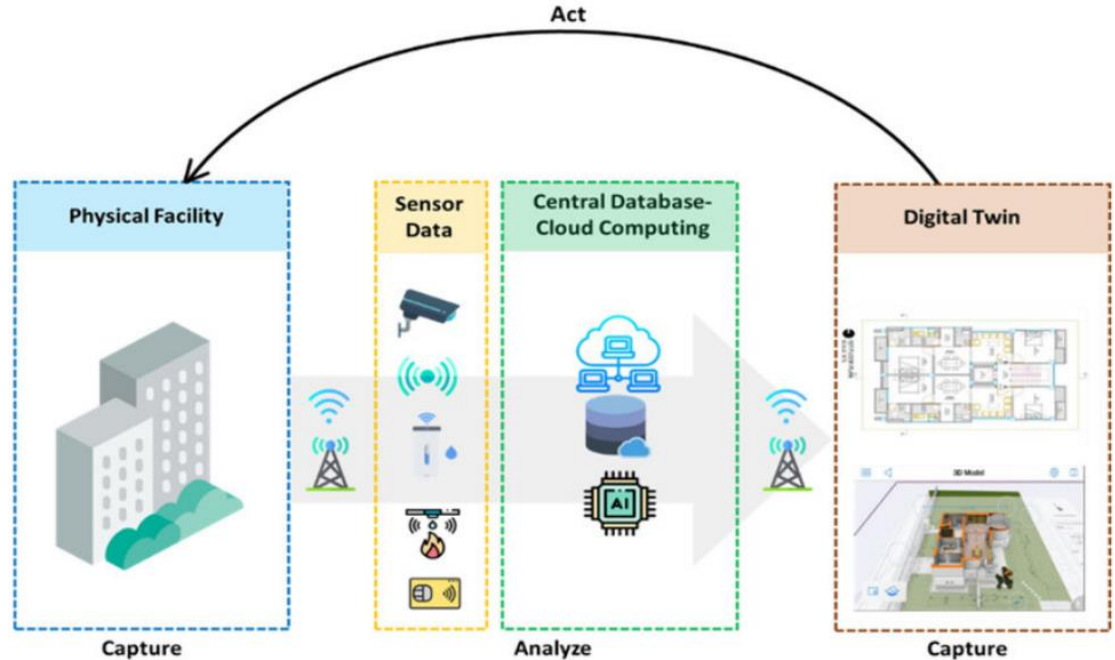 Act
Physical Facility
Sensor
Data
Central Database-
Cloud Computing
Digital Twin
AI
3D Model
Capture
Analyze
Capture